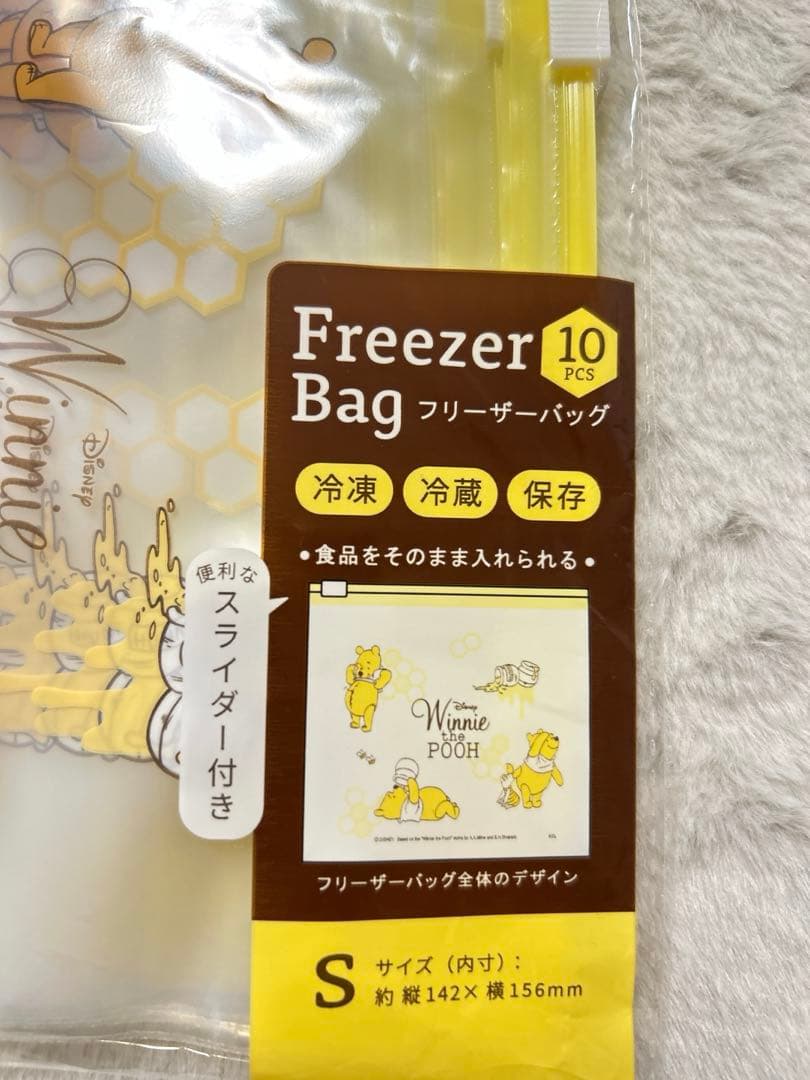 Freezer
Bag
フリーザーバッグ
10
PCS
冷凍
冷蔵
保存
•食品をそのまま入れられる•
便利な
スライダー付き
Disney
Winnie
the
POOH
フリーザーバッグ全体のデザイン
S
サイズ（内寸）：
約 縦142×横156mm
Winnie
Disney